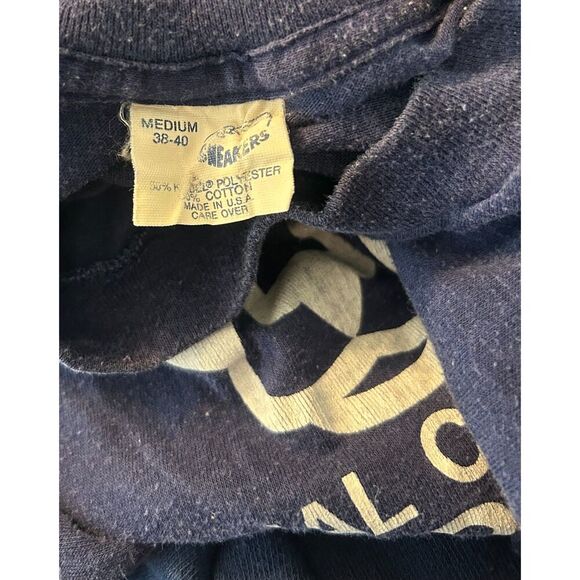 MEDIUM
38-40
SNEAKERS
POLYESTER
COTTON
MADE IN U.S.A.
CARE OVER
AL O